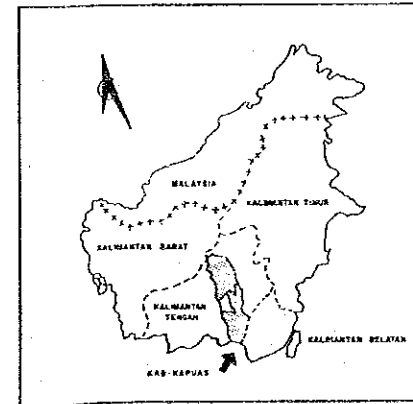 MALAYSIA
KALIMANTAN TIMUR
KALIMANTAN BARAT
KALIMANTAN
TENGAH
KALIMANTAN SELATAN
KAB-KAPUAS